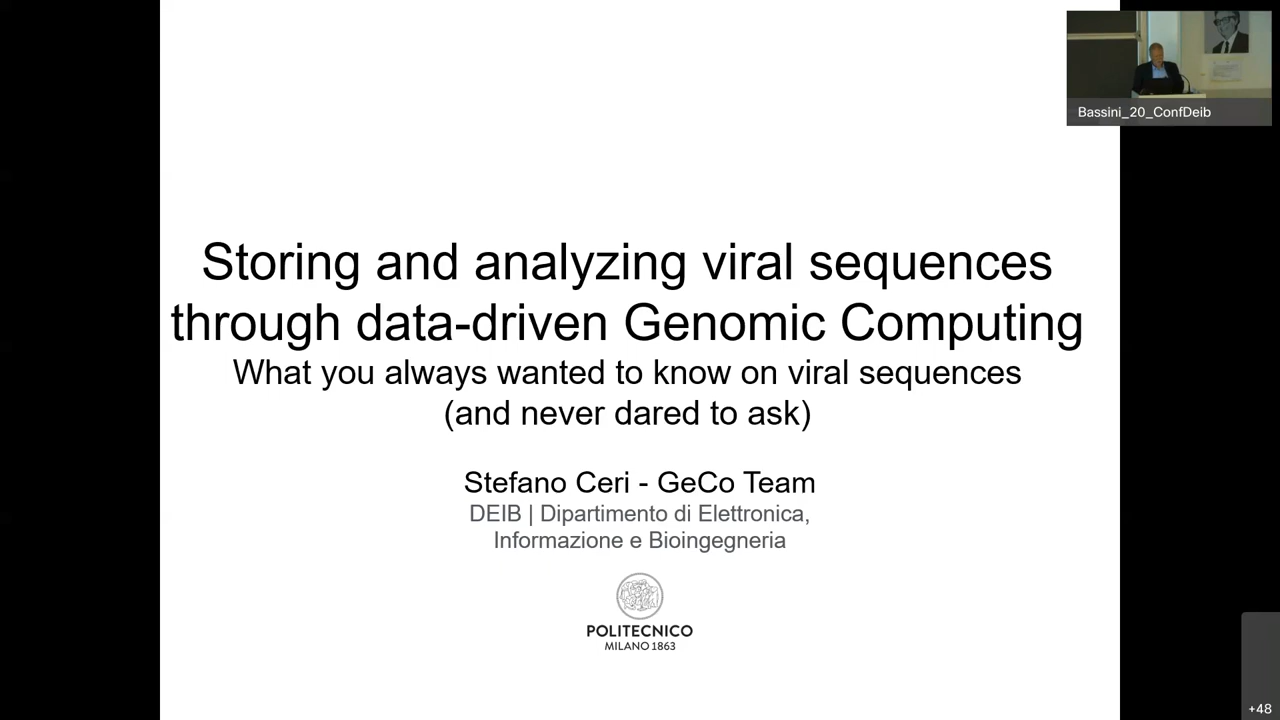 Bassini_20_ConfDeib
Storing and analyzing viral sequences
through data-driven Genomic Computing
What you always wanted to know on viral sequences
(and never dared to ask)
Stefano Ceri - GeCo Team
DEIB | Dipartimento di Elettronica,
Informazione e Bioingegneria
POLITECNICO
MILANO 1863
+48